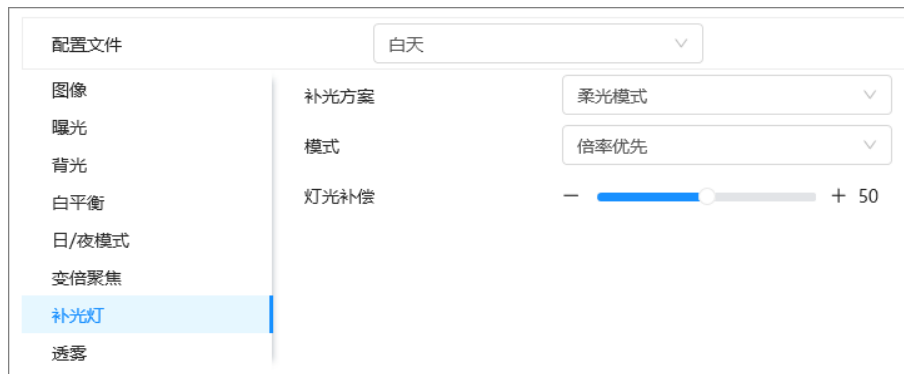 配置文件 白天
图像
曝光
背光
白平衡
日/夜模式
变倍聚焦
补光灯
透雾
补光方案 柔光模式
模式 倍率优先
灯光补偿 − + 50